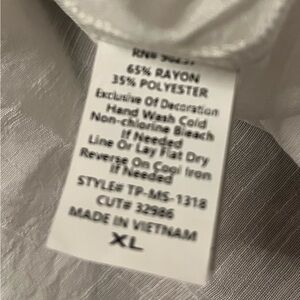 65% RAYON
35% POLYESTER
Exclusive Of Decoration
Hand Wash Cold
Non-chlorine Bleach
If Needed
Line Or Lay Flat Dry
Reverse On Cool Iron
If Needed
STYLE# TP-MS-1318
CUT# 32986
MADE IN VIETNAM
XL